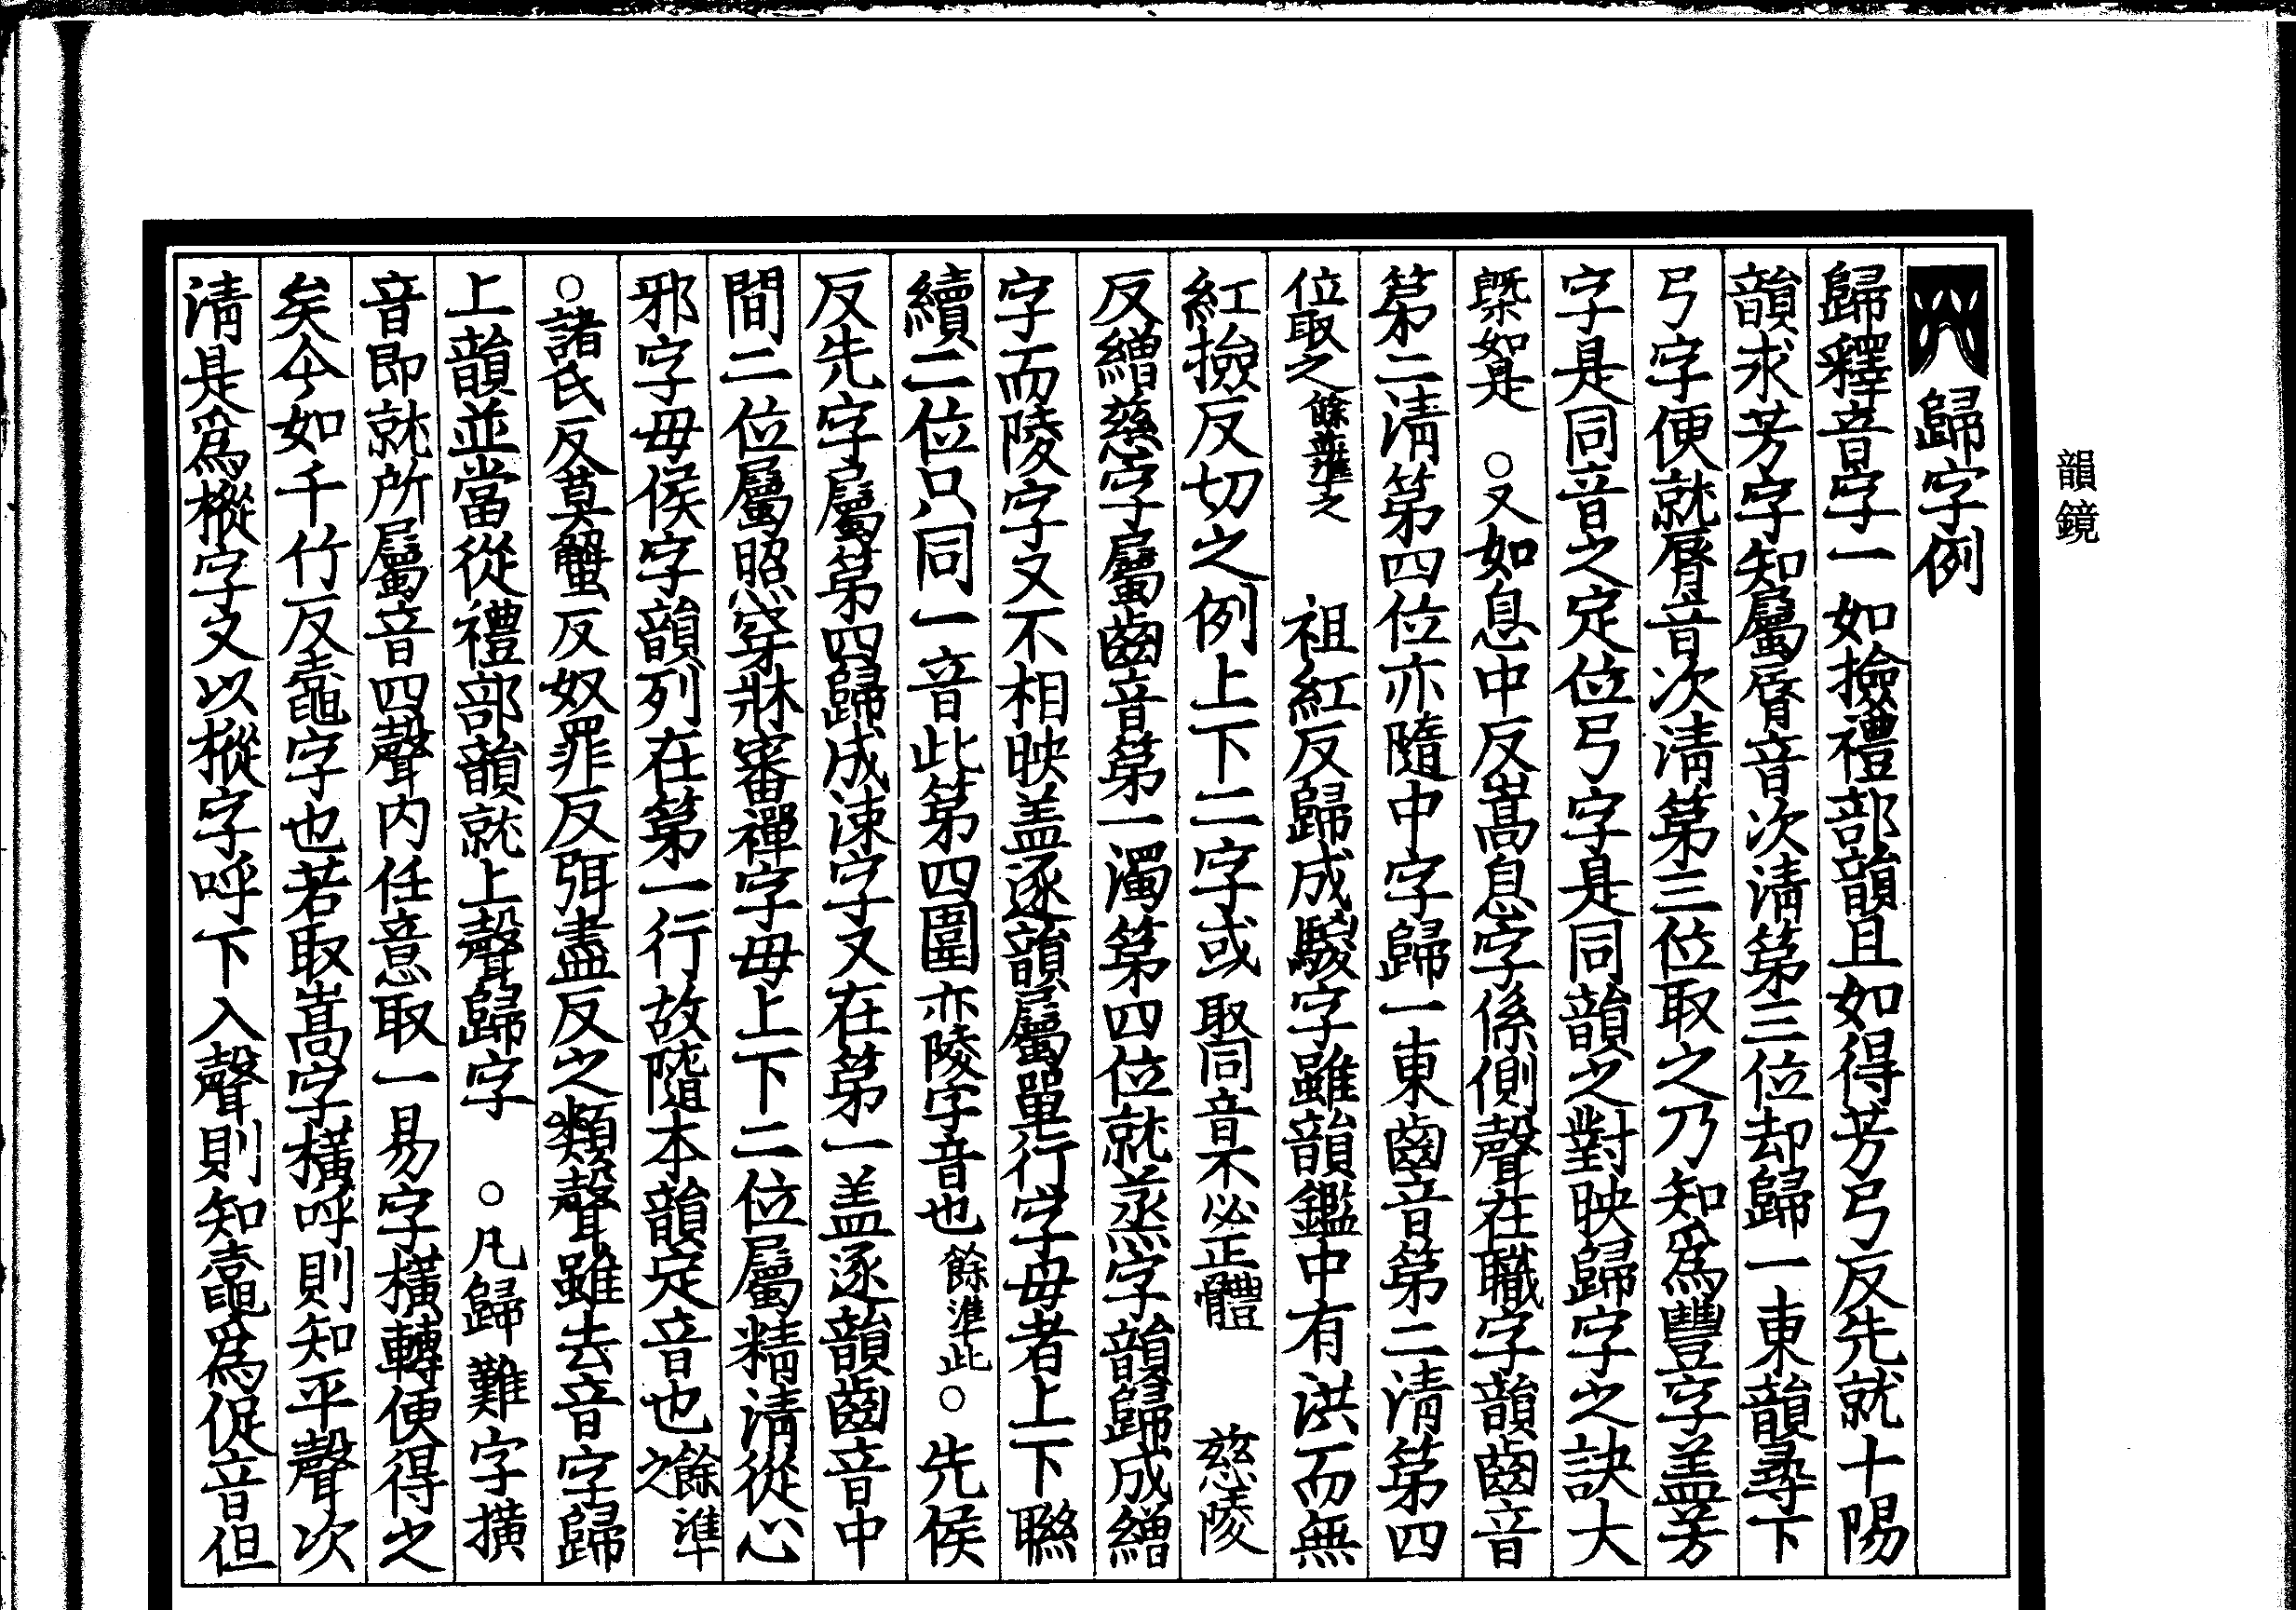 韻鏡
歸字例
歸釋音字一如撿禮部韻且如得芳弓反先就十陽
韻求芳字知屬脣音次清第三位却歸一東韻尋下
弓字便就脣音次清第三位取之乃知爲豐字盖芳
字是同音之定位弓字是同韻之對映歸字之訣大
槩如是○又如息中反嵩息字係側聲在職字韻齒音
第二清第四位亦隨中字歸一東齒音第二清第四
位取之餘並準之 祖紅反歸成騣字雖韻鑑中有洪而無
紅撿反切之例上下二字或取同音不必正體 慈陵
反繒慈字屬齒音第一濁第四位就蒸字韻歸成繒
字而陵字又不相映盖逐韻屬單行字毋者上下聮
續二位只同一音此第四圍亦陵字音也餘準此○先侯
反先字屬第四歸成涑字又在第一盖逐韻齒音中
間二位屬照穿牀審禪字毋上下二位屬精清從心
邪字毋侯字韻列在第一行故隨本韻定音也餘準之
○諸氏反莫蟹反奴罪反弭盡反之類聲雖去音字歸
上韻並當從禮部韻就上聲歸字 ○凡歸難字横
音即就所屬音四聲内任意取一易字横轉便得之
矣今如千竹反鼀字也若取嵩字横呼則知平聲次
清是爲樅字又以樅字呼下入聲則知鼀爲促音但